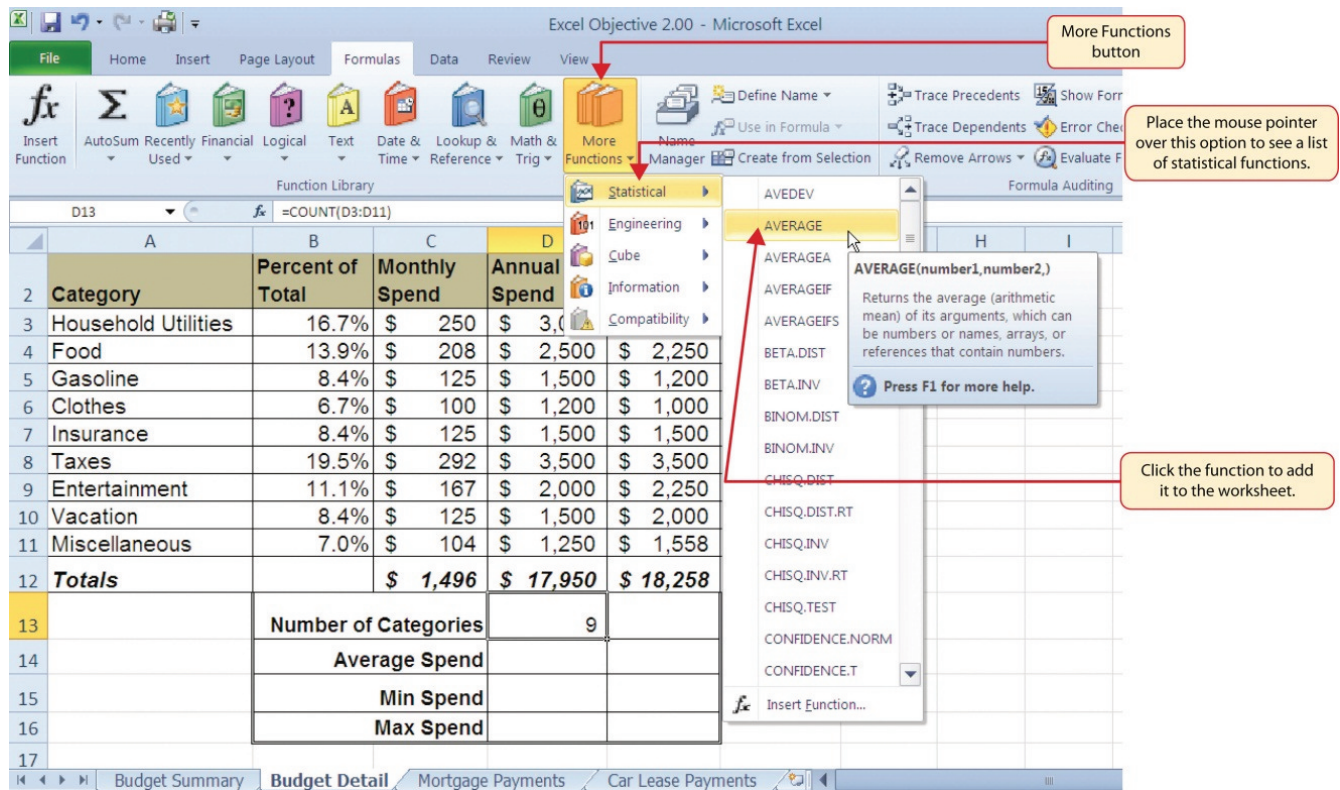 Excel Objective 2.00 - Microsoft Excel
More Functions button
File Home Insert Page Layout Formulas Data Review View
fx Σ ? A θ
Insert Function AutoSum Recently Used Financial Logical Text Date & Time Lookup & Reference Math & Trig More Functions Name Manager
Define Name
Use in Formula
Create from Selection
Trace Precedents Show Form
Trace Dependents Error Che
Remove Arrows Evaluate F
Function Library Formula Auditing
Place the mouse pointer
over this option to see a list
of statistical functions.
D13 fx =COUNT(D3:D11)
Statistical
Engineering
Cube
Information
Compatibility
AVEDEV
AVERAGE
AVERAGEA
AVERAGEIF
AVERAGEIFS
BETA.DIST
BETA.INV
BINOM.DIST
BINOM.INV
CHISQ.DIST
CHISQ.DIST.RT
CHISQ.INV
CHISQ.INV.RT
CHISQ.TEST
CONFIDENCE.NORM
CONFIDENCE.T
fx Insert Function...
AVERAGE(number1,number2,)
Returns the average (arithmetic
mean) of its arguments, which can
be numbers or names, arrays, or
references that contain numbers.
? Press F1 for more help.
Click the function to add
it to the worksheet.
A B C D H I
2 Category Percent of Total Monthly Spend Annual Spend
3 Household Utilities 16.7% $ 250 $ 3,0
4 Food 13.9% $ 208 $ 2,500 $ 2,250
5 Gasoline 8.4% $ 125 $ 1,500 $ 1,200
6 Clothes 6.7% $ 100 $ 1,200 $ 1,000
7 Insurance 8.4% $ 125 $ 1,500 $ 1,500
8 Taxes 19.5% $ 292 $ 3,500 $ 3,500
9 Entertainment 11.1% $ 167 $ 2,000 $ 2,250
10 Vacation 8.4% $ 125 $ 1,500 $ 2,000
11 Miscellaneous 7.0% $ 104 $ 1,250 $ 1,558
12 Totals $ 1,496 $ 17,950 $ 18,258
13 Number of Categories 9
14 Average Spend
15 Min Spend
16 Max Spend
17
Budget Summary Budget Detail Mortgage Payments Car Lease Payments